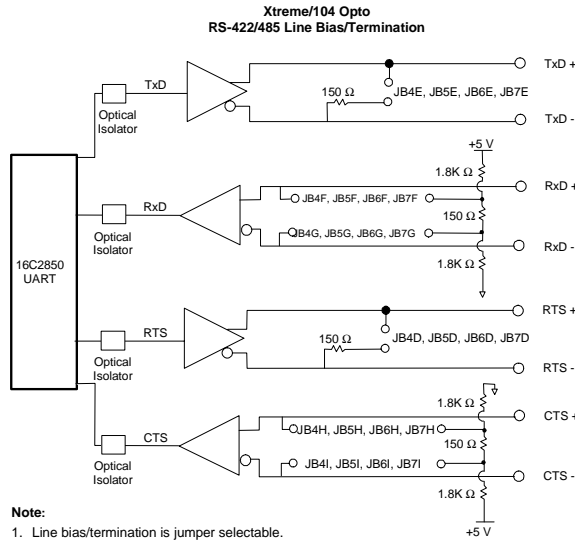 Xtreme/104 Opto
RS-422/485 Line Bias/Termination
TxD
TxD +
150 Ω
JB4E, JB5E, JB6E, JB7E
Optical
Isolator
TxD -
+5 V
1.8K Ω
RxD
RxD +
JB4F, JB5F, JB6F, JB7F
150 Ω
Optical
Isolator
JB4G, JB5G, JB6G, JB7G
RxD -
1.8K Ω
16C2850
UART
RTS
RTS +
150 Ω
JB4D, JB5D, JB6D, JB7D
Optical
Isolator
RTS -
1.8K Ω
CTS
CTS +
JB4H, JB5H, JB6H, JB7H
150 Ω
Optical
Isolator
JB4I, JB5I, JB6I, JB7I
CTS -
1.8K Ω
+5 V
Note:
1. Line bias/termination is jumper selectable.